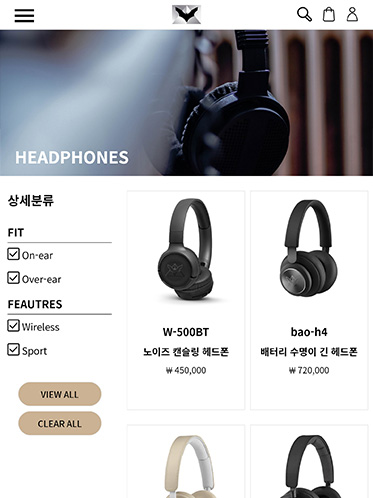 HEADPHONES
상세분류
FIT
On-ear
Over-ear
FEAUTRES
Wireless
Sport
VIEW ALL
CLEAR ALL
W-500BT
노이즈 캔슬링 헤드폰
₩ 450,000
bao-h4
배터리 수명이 긴 헤드폰
₩ 720,000